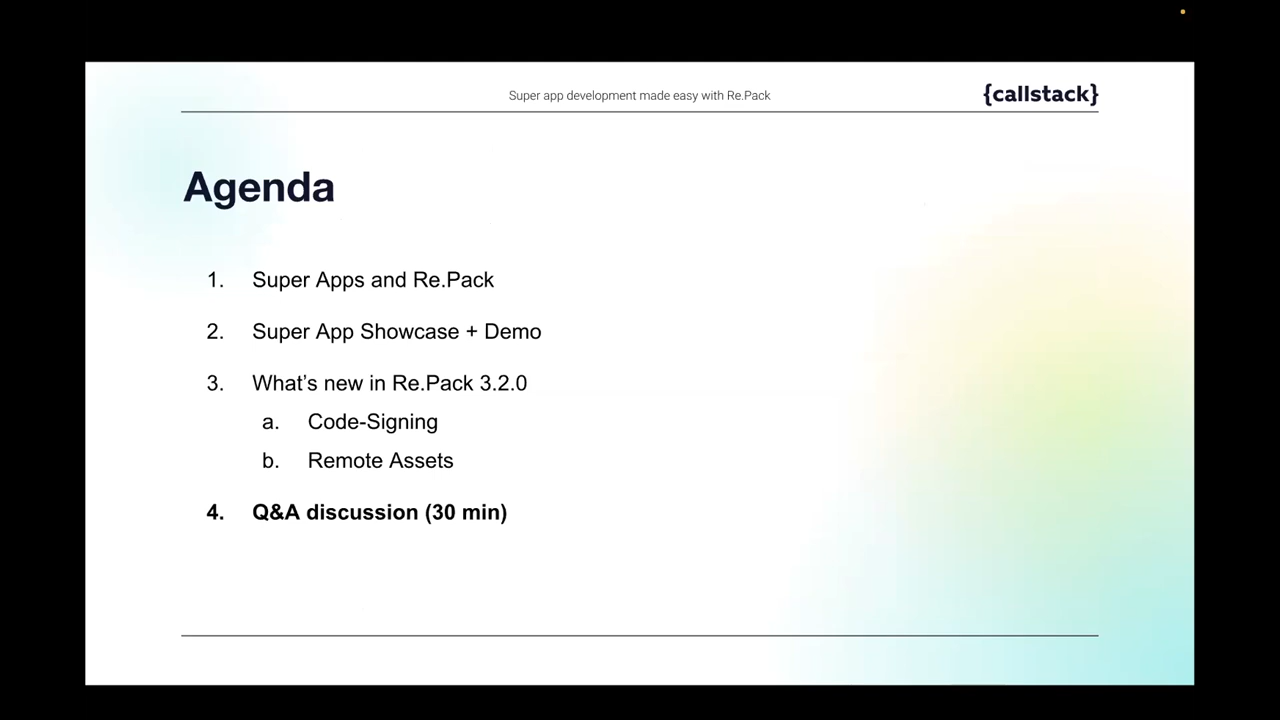 Super app development made easy with Re.Pack
{callstack}
Agenda
1. Super Apps and Re.Pack
2. Super App Showcase + Demo
3. What’s new in Re.Pack 3.2.0
a. Code-Signing
b. Remote Assets
4. Q&A discussion (30 min)